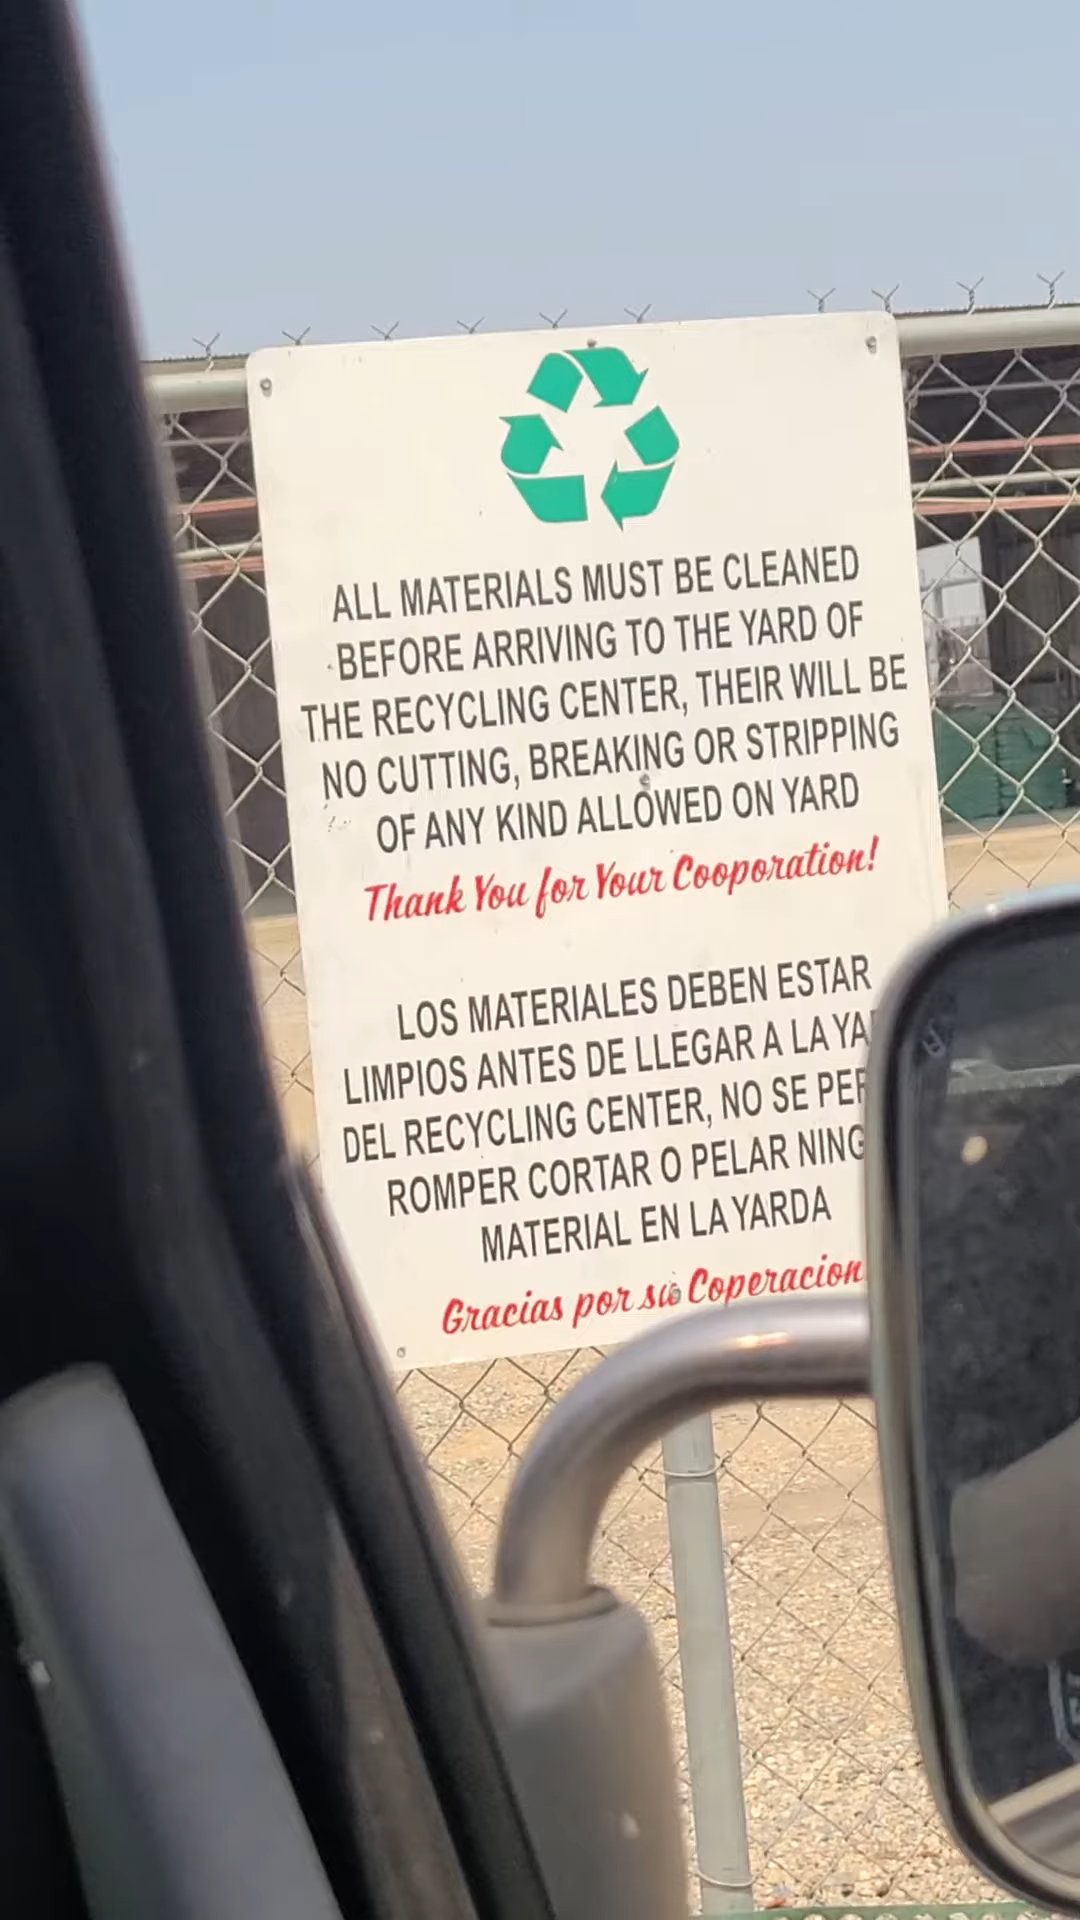 ALL MATERIALS MUST BE CLEANED
BEFORE ARRIVING TO THE YARD OF
THE RECYCLING CENTER, THEIR WILL BE
NO CUTTING, BREAKING OR STRIPPING
OF ANY KIND ALLOWED ON YARD
Thank You for Your Cooporation!
LOS MATERIALES DEBEN ESTAR
LIMPIOS ANTES DE LLEGAR A LA
DEL RECYCLING CENTER, NO SE
ROMPER CORTAR O PELAR
MATERIAL EN LA YARDA
Gracias por su Coperacion